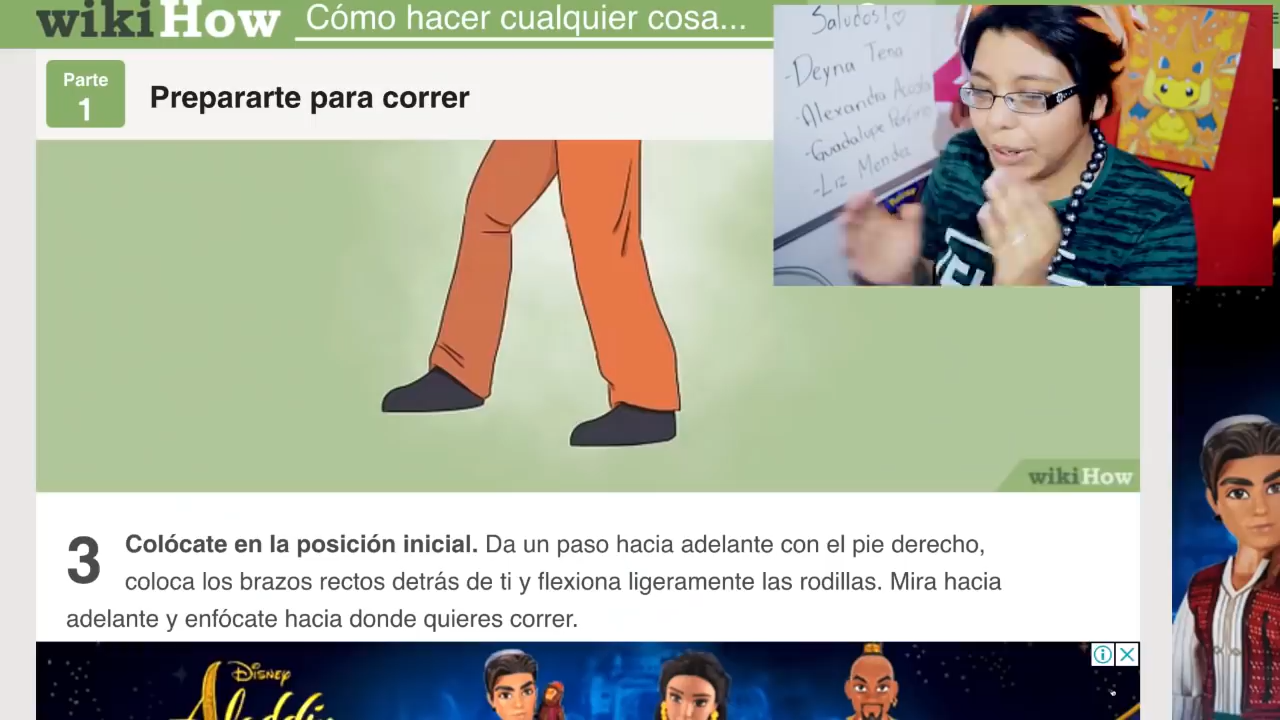 wikiHow Cómo hacer cualquier cosa...
Parte
1
Prepararte para correr
Saludos!
-Deyna Tena
-Alexandra Acosta
-Guadalupe
-Liz Mendez
wikiHow
3 Colócate en la posición inicial. Da un paso hacia adelante con el pie derecho,
coloca los brazos rectos detrás de ti y flexiona ligeramente las rodillas. Mira hacia
adelante y enfócate hacia donde quieres correr.
Disney
Aladdin